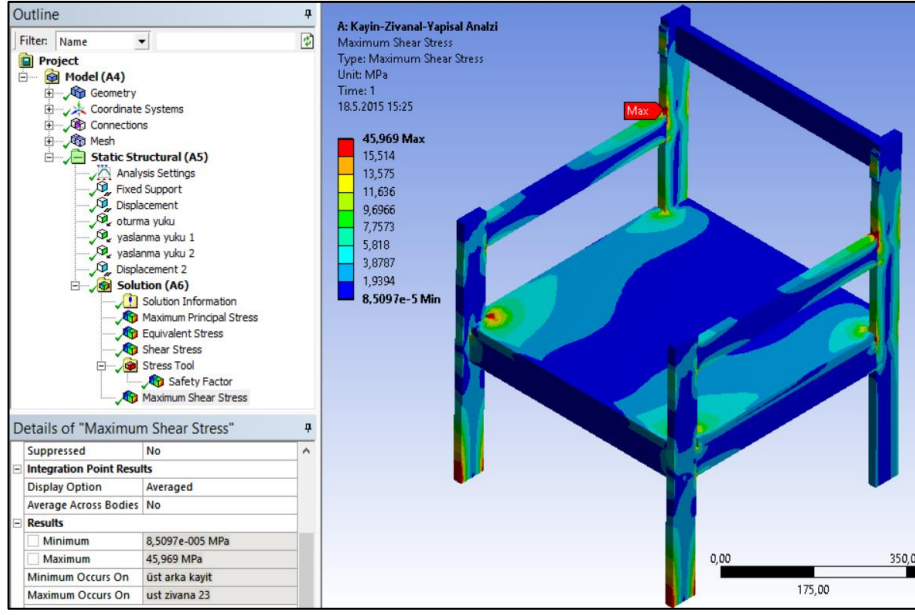 Outline
Filter: Name
Project
Model (A4)
Geometry
Coordinate Systems
Connections
Mesh
Static Structural (A5)
Analysis Settings
Fixed Support
Displacement
oturma yuku
yaslanma yuku 1
yaslanma yuku 2
Displacement 2
Solution (A6)
Solution Information
Maximum Principal Stress
Equivalent Stress
Shear Stress
Stress Tool
Safety Factor
Maximum Shear Stress
Details of "Maximum Shear Stress"
Suppressed No
Integration Point Results
Display Option Averaged
Average Across Bodies No
Results
Minimum 8,5097e-005 MPa
Maximum 45,969 MPa
Minimum Occurs On üst arka kayit
Maximum Occurs On ust zivana 23
A: Kayin-Zivanal-Yapisal Analzi
Maximum Shear Stress
Type: Maximum Shear Stress
Unit: MPa
Time: 1
18.5.2015 15:25
45,969 Max
15,514
13,575
11,636
9,6966
7,7573
5,818
3,8787
1,9394
8,5097e-5 Min
Max
0,00
350,
175,00